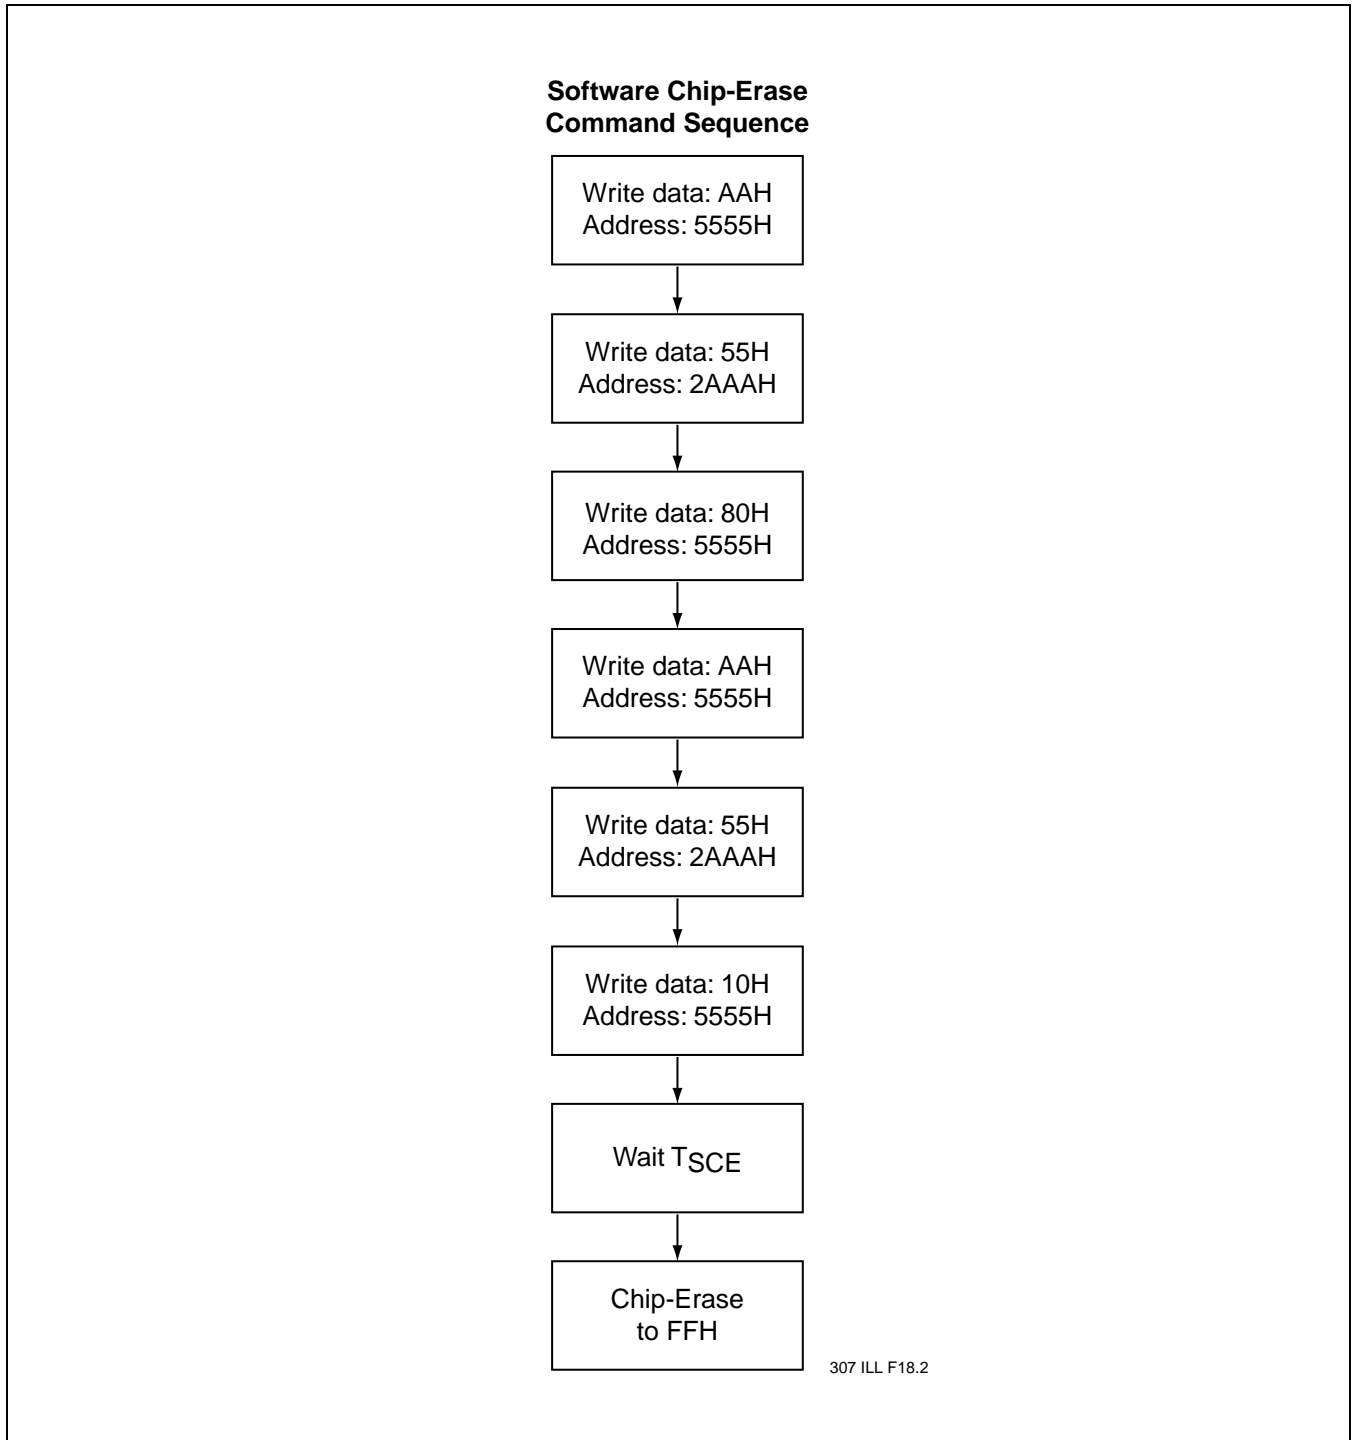 Software Chip-Erase
Command Sequence
Write data: AAH
Address: 5555H
Write data: 55H
Address: 2AAAH
Write data: 80H
Address: 5555H
Write data: AAH
Address: 5555H
Write data: 55H
Address: 2AAAH
Write data: 10H
Address: 5555H
Wait TSCE
Chip-Erase
to FFH
307 ILL F18.2